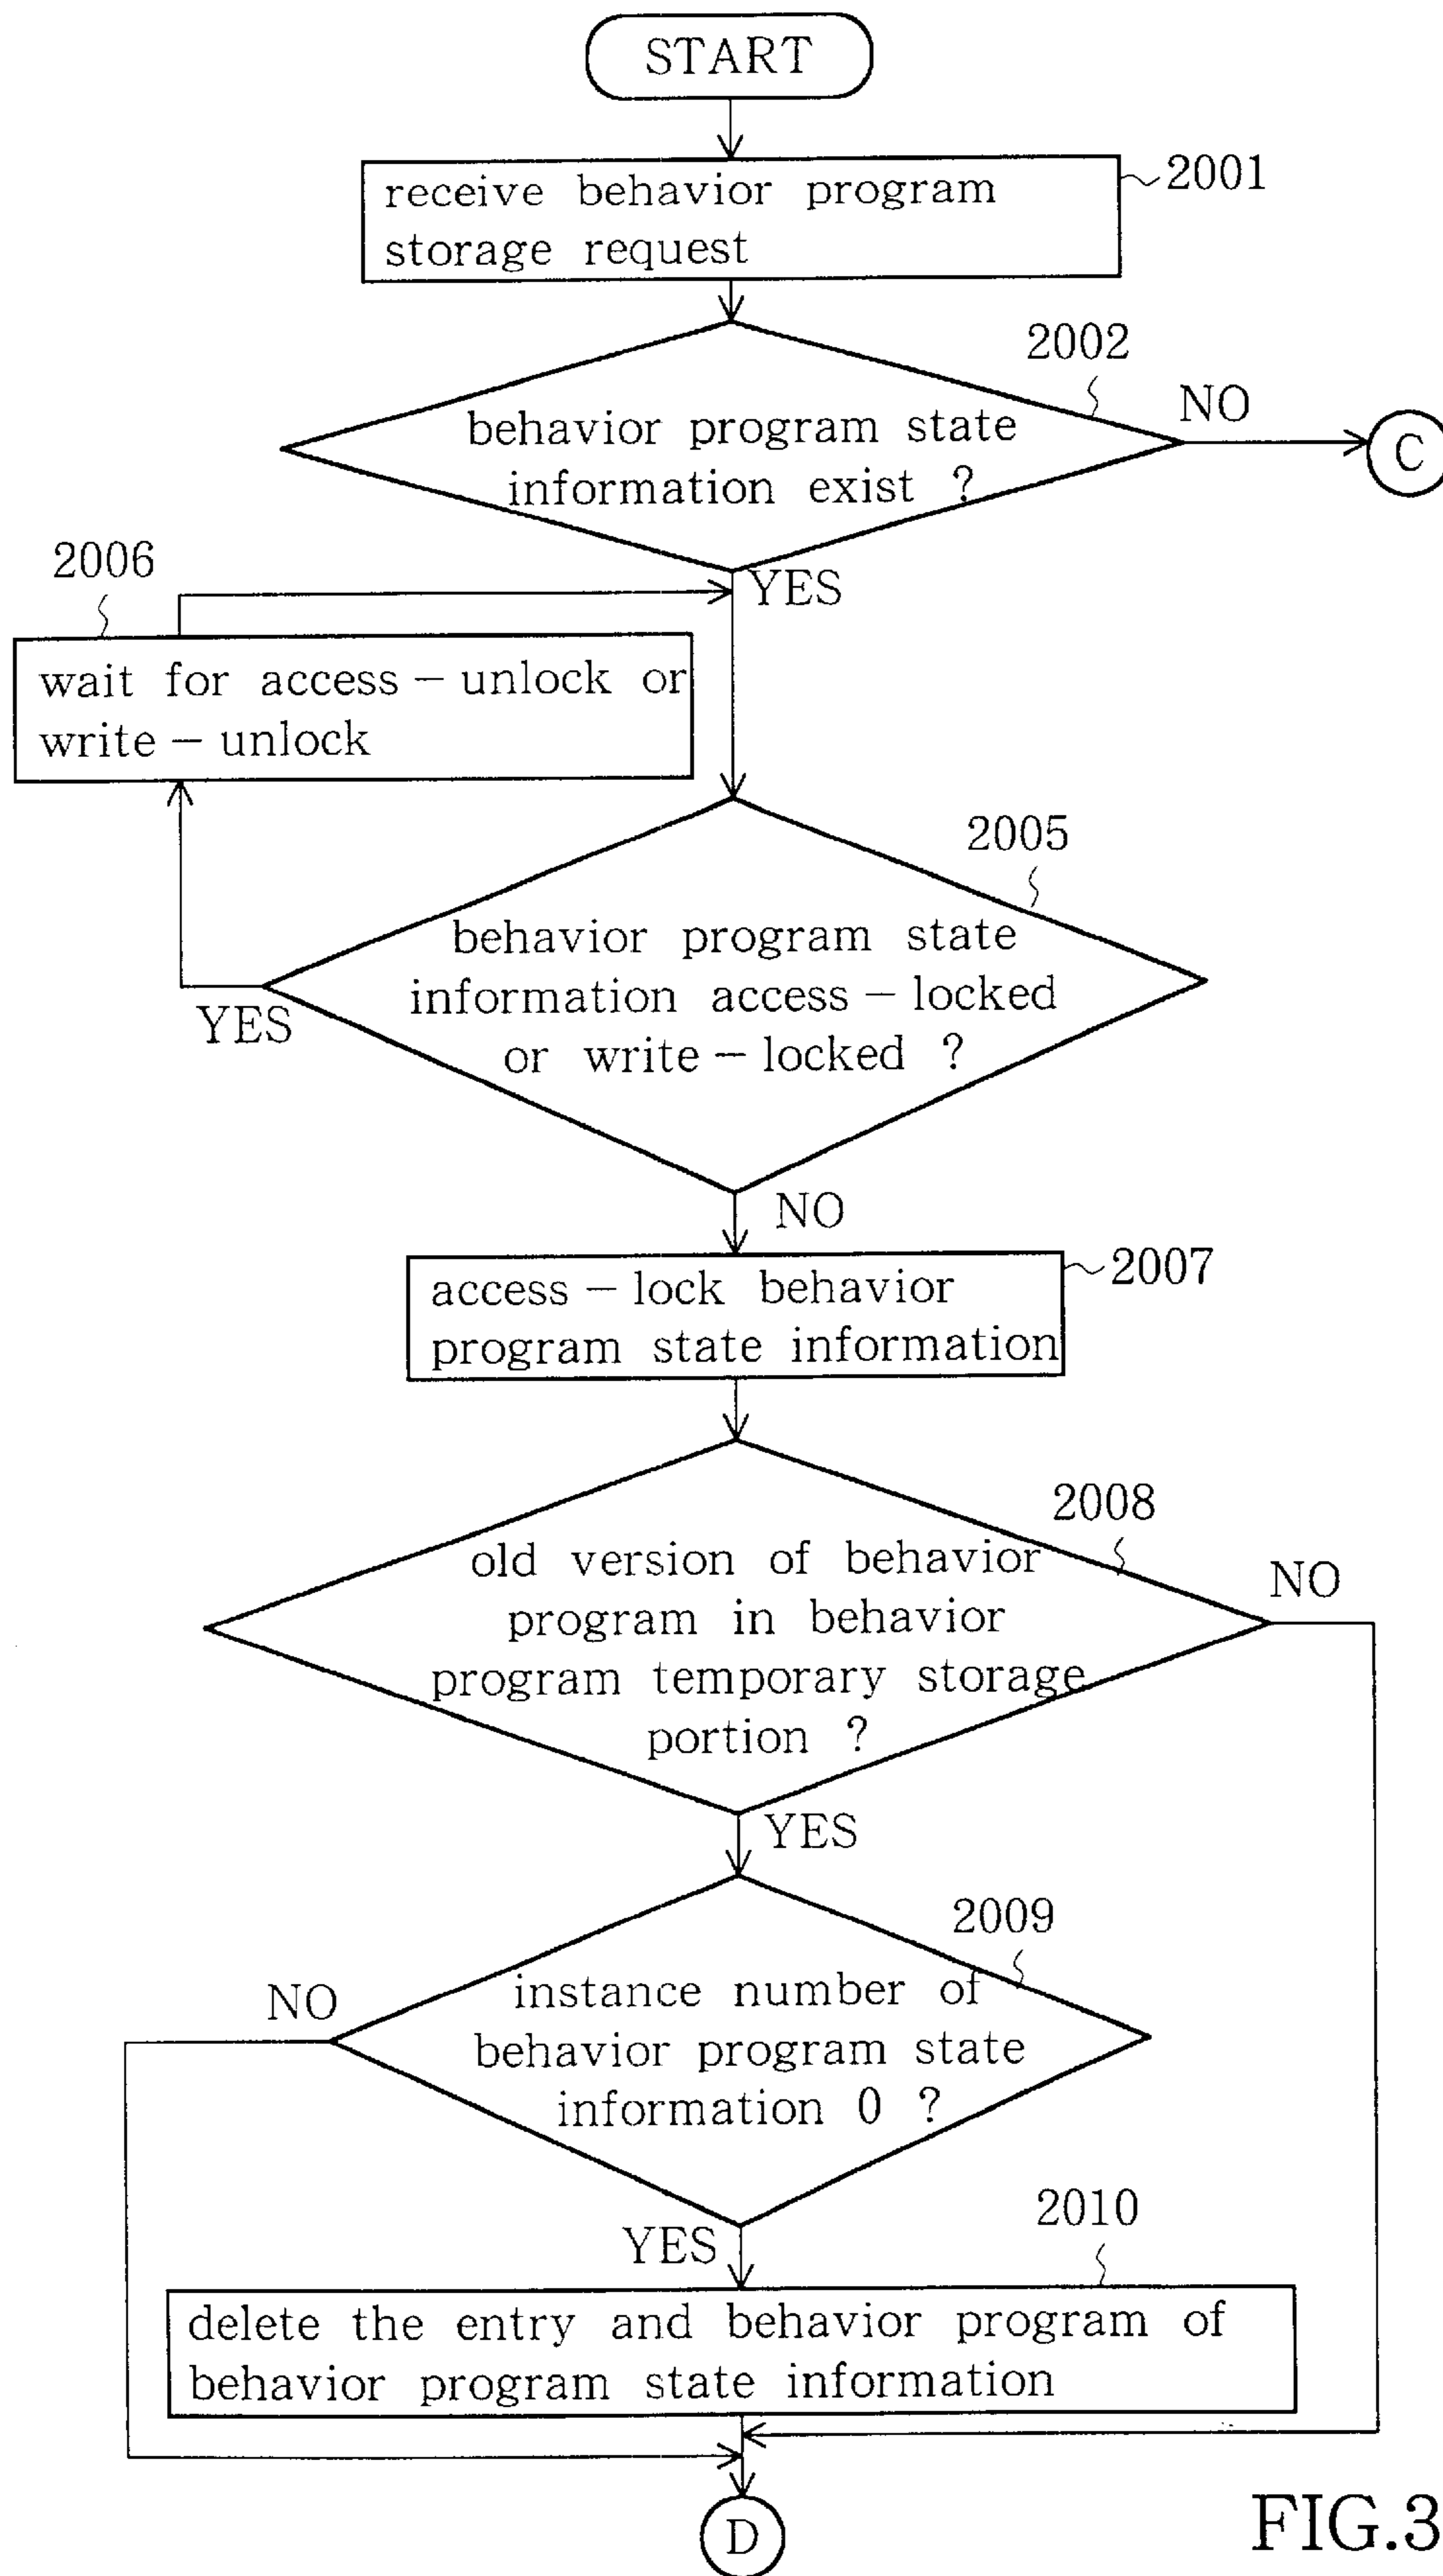 START
receive behavior program
storage request
2001
2002
behavior program state
information exist ?
NO
C
YES
2006
wait for access – unlock or
write – unlock
2005
behavior program state
information access – locked
or write – locked ?
YES
NO
access – lock behavior
program state information
2007
2008
old version of behavior
program in behavior
program temporary storage
portion ?
NO
YES
2009
instance number of
behavior program state
information 0 ?
NO
YES
2010
delete the entry and behavior program of
behavior program state information
D
FIG.3